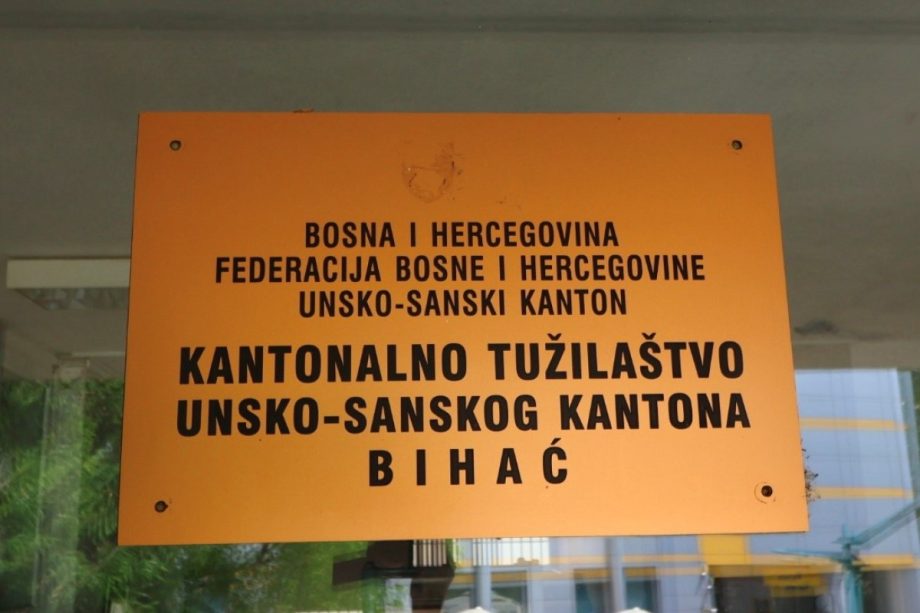 BOSNA I HERCEGOVINA
FEDERACIJA BOSNE I HERCEGOVINE
UNSKO-SANSKI KANTON
KANTONALNO TUŽILAŠTVO
UNSKO-SANSKOG KANTONA
BIHAĆ